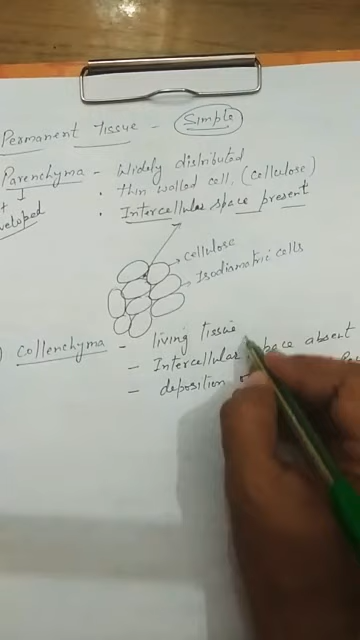 Permanent Tissue - Simple
Parenchyma - Widely distributed
· Thin walled cell, (cellulose)
· Intercellular space present
veloped
cellulose
Isodiametric cells
) Collenchyma - living tissue
- Intercellular space absent
- deposition